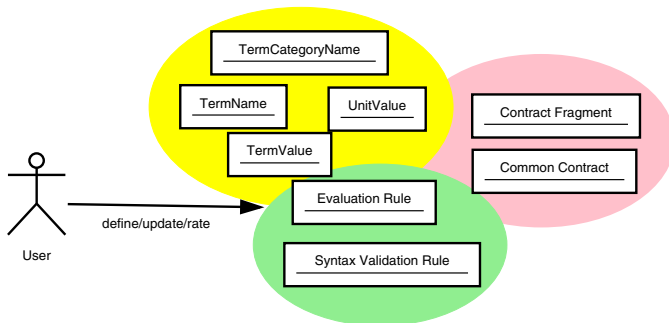 TermCategoryName
TermName
UnitValue
Contract Fragment
TermValue
Common Contract
Evaluation Rule
define/update/rate
User
Syntax Validation Rule